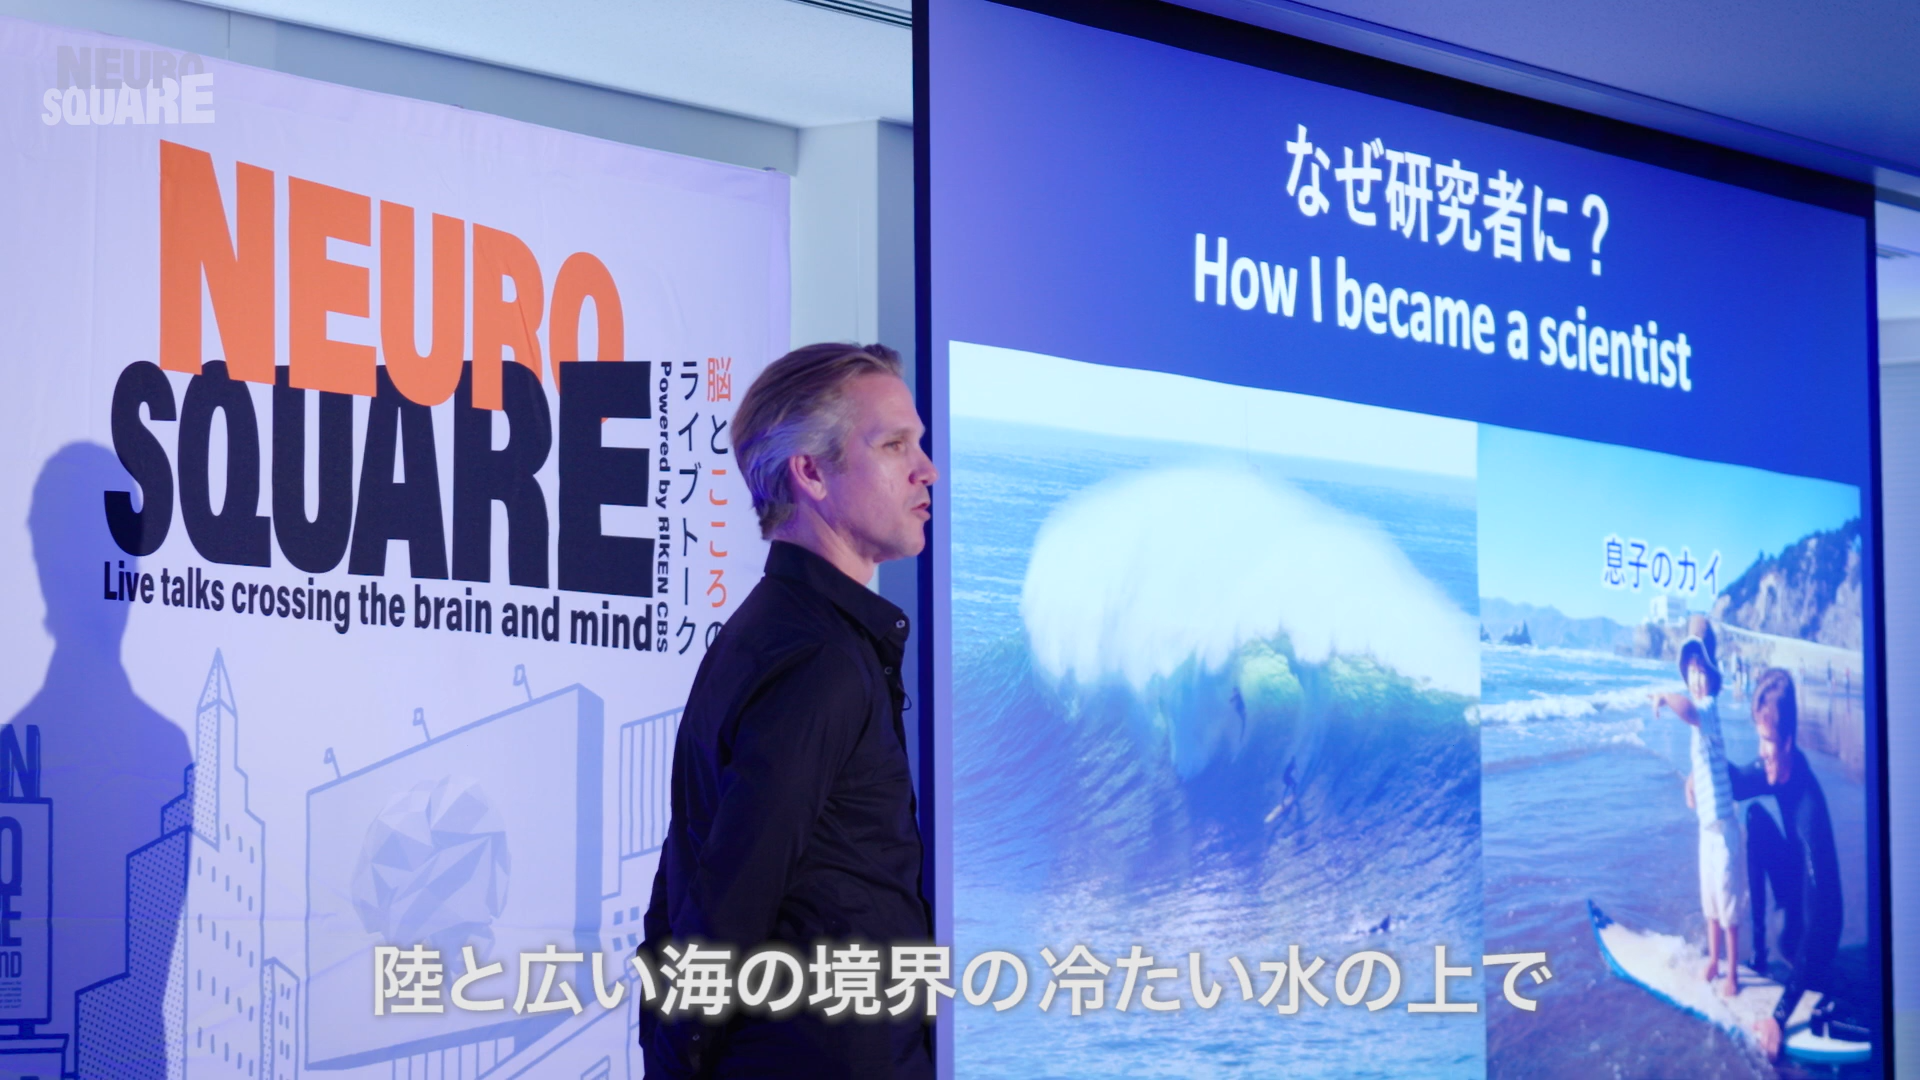 NEURO
SQUARE
NEURO
SQUARE
Live talks crossing the brain and mind
Powered by RIKEN CBS
脳とこころの
ライブトーク
なぜ研究者に？
How I became a scientist
息子のカイ
陸と広い海の境界の冷たい水の上で